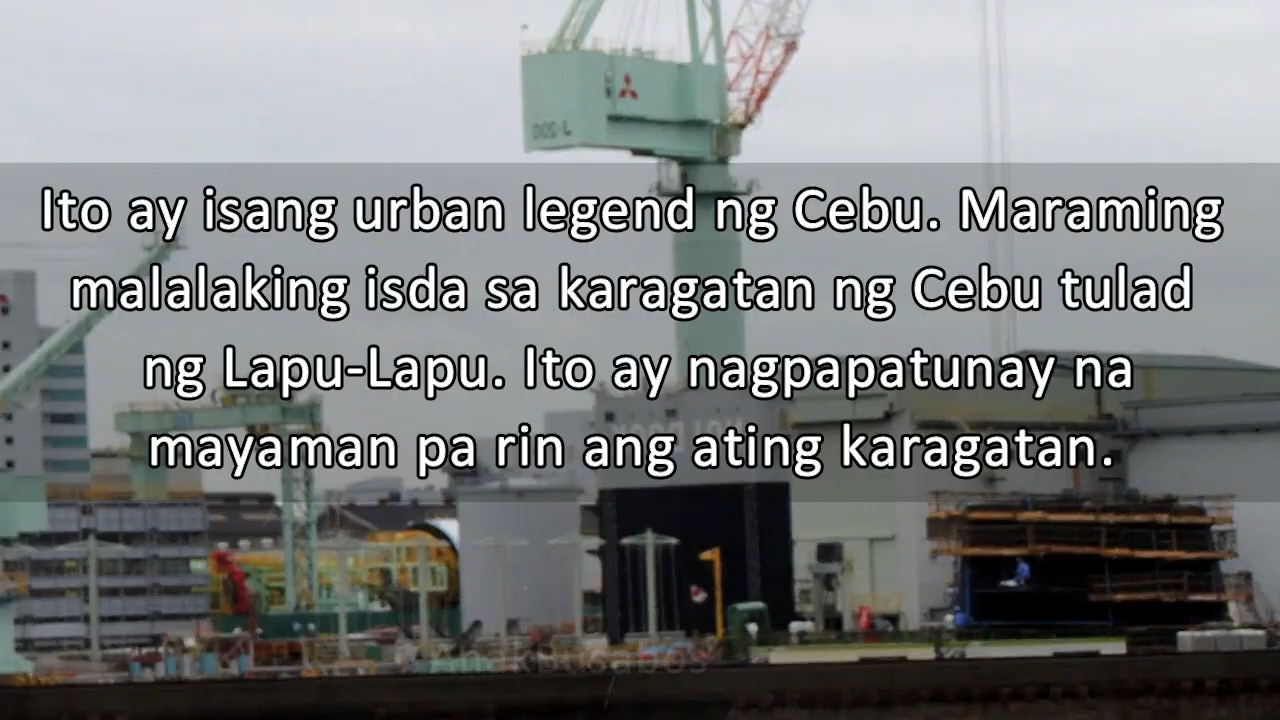 Ito ay isang urban legend ng Cebu. Maraming
malalaking isda sa karagatan ng Cebu tulad
ng Lapu-Lapu. Ito ay nagpapatunay na
mayaman pa rin ang ating karagatan.